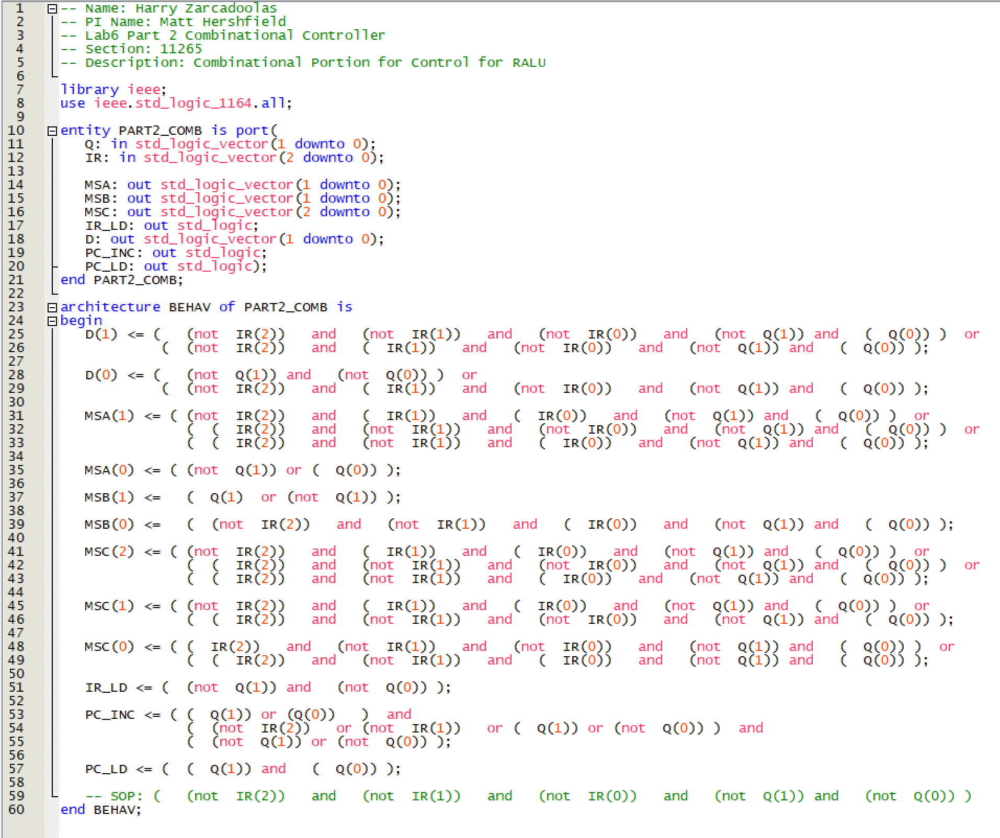 1 -- Name: Harry Zarcadoolas
2 -- PI Name: Matt Hershfield
3 -- Lab6 Part 2 Combinational Controller
4 -- Section: 11265
5 -- Description: Combinational Portion for Control for RALU
6
7 library ieee;
8 use ieee.std_logic_1164.all;
9
10 entity PART2_COMB is port(
11 Q: in std_logic_vector(1 downto 0);
12 IR: in std_logic_vector(2 downto 0);
13
14 MSA: out std_logic_vector(1 downto 0);
15 MSB: out std_logic_vector(1 downto 0);
16 MSC: out std_logic_vector(2 downto 0);
17 IR_LD: out std_logic;
18 D: out std_logic_vector(1 downto 0);
19 PC_INC: out std_logic;
20 PC_LD: out std_logic);
21 end PART2_COMB;
22
23 architecture BEHAV of PART2_COMB is
24 begin
25 D(1) <= ( (not IR(2)) and (not IR(1)) and (not IR(0)) and (not Q(1)) and ( Q(0)) ) or
26 ( (not IR(2)) and ( IR(1)) and (not IR(0)) and (not Q(1)) and ( Q(0)) );
27
28 D(0) <= ( (not Q(1)) and (not Q(0)) ) or
29 ( (not IR(2)) and ( IR(1)) and (not IR(0)) and (not Q(1)) and ( Q(0)) );
30
31 MSA(1) <= ( (not IR(2)) and ( IR(1)) and ( IR(0)) and (not Q(1)) and ( Q(0)) ) or
32 ( ( IR(2)) and (not IR(1)) and (not IR(0)) and (not Q(1)) and ( Q(0)) ) or
33 ( ( IR(2)) and (not IR(1)) and ( IR(0)) and (not Q(1)) and ( Q(0)) );
34
35 MSA(0) <= ( (not Q(1)) or ( Q(0)) );
36
37 MSB(1) <= ( Q(1) or (not Q(1)) );
38
39 MSB(0) <= ( (not IR(2)) and (not IR(1)) and ( IR(0)) and (not Q(1)) and ( Q(0)) );
40
41 MSC(2) <= ( (not IR(2)) and ( IR(1)) and ( IR(0)) and (not Q(1)) and ( Q(0)) ) or
42 ( ( IR(2)) and (not IR(1)) and (not IR(0)) and (not Q(1)) and ( Q(0)) ) or
43 ( ( IR(2)) and (not IR(1)) and ( IR(0)) and (not Q(1)) and ( Q(0)) );
44
45 MSC(1) <= ( (not IR(2)) and ( IR(1)) and ( IR(0)) and (not Q(1)) and ( Q(0)) ) or
46 ( ( IR(2)) and (not IR(1)) and (not IR(0)) and (not Q(1)) and ( Q(0)) );
47
48 MSC(0) <= ( ( IR(2)) and (not IR(1)) and (not IR(0)) and (not Q(1)) and ( Q(0)) ) or
49 ( ( IR(2)) and (not IR(1)) and ( IR(0)) and (not Q(1)) and ( Q(0)) );
50
51 IR_LD <= ( (not Q(1)) and (not Q(0)) );
52
53 PC_INC <= ( ( Q(1)) or (Q(0)) ) and
54 ( (not IR(2)) or (not IR(1)) or ( Q(1)) or (not Q(0)) ) and
55 ( (not Q(1)) or (not Q(0)) );
56
57 PC_LD <= ( ( Q(1)) and ( Q(0)) );
58
59 -- SOP: ( (not IR(2)) and (not IR(1)) and (not IR(0)) and (not Q(1)) and (not Q(0)) )
60 end BEHAV;